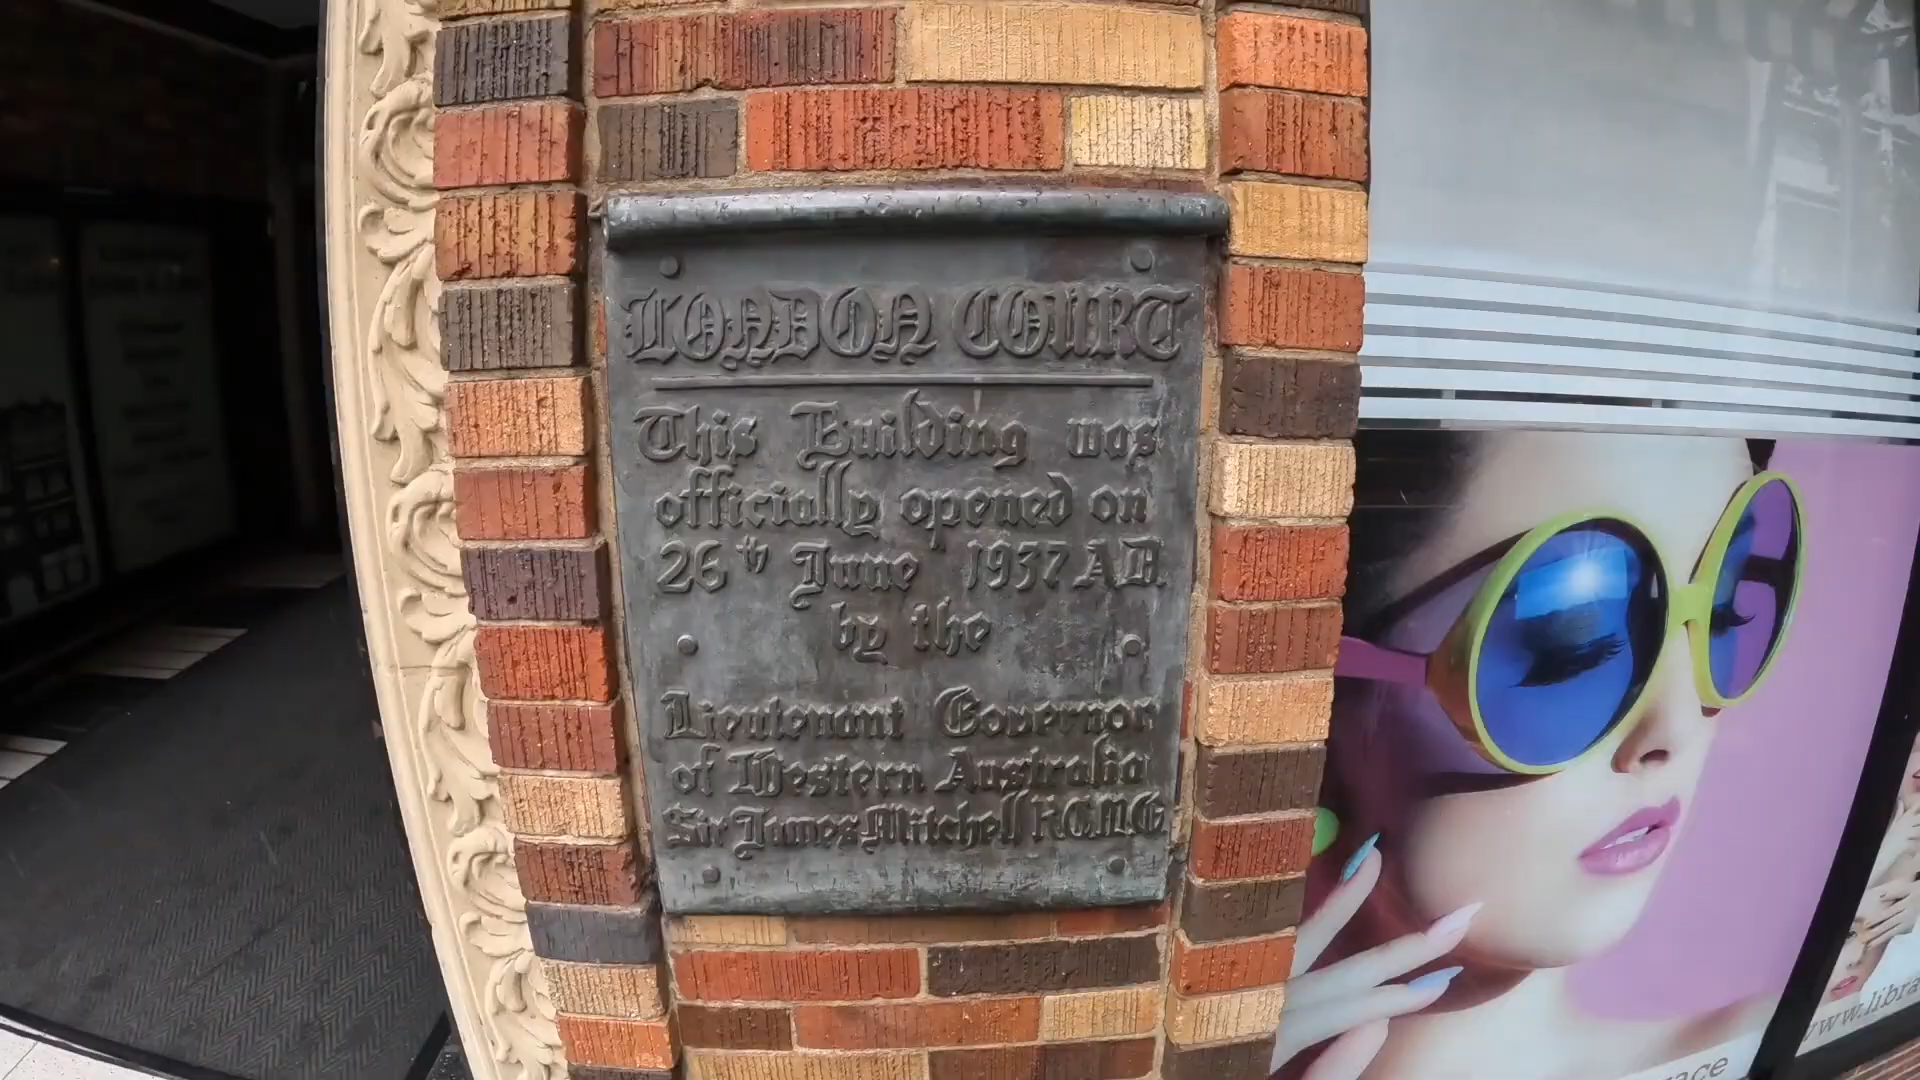 LONDON COURT
This Building was
officially opened on
26th June 1937 A.D.
by the
Lieutenant Governor
of Western Australia
Sir James Mitchell K.C.M.G.